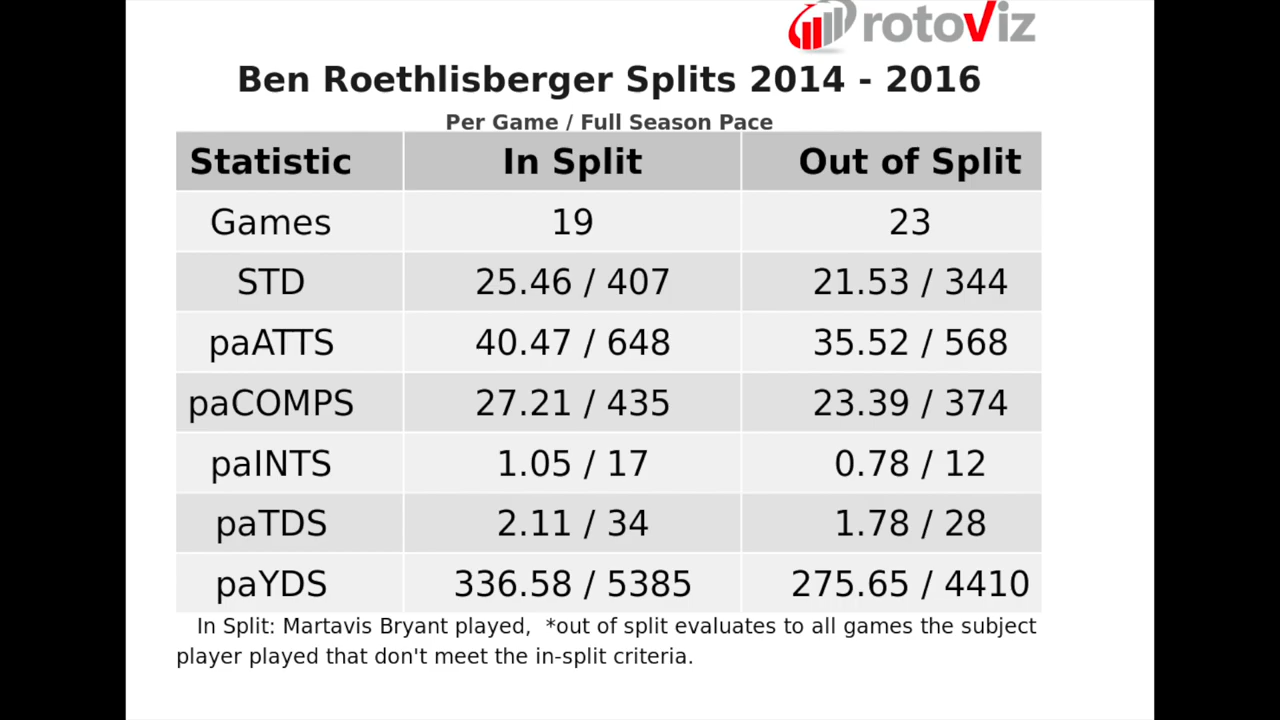 rotoViz
Ben Roethlisberger Splits 2014 - 2016
Per Game / Full Season Pace
Statistic In Split Out of Split
Games 19 23
STD 25.46 / 407 21.53 / 344
paATTS 40.47 / 648 35.52 / 568
paCOMPS 27.21 / 435 23.39 / 374
paINTS 1.05 / 17 0.78 / 12
paTDS 2.11 / 34 1.78 / 28
paYDS 336.58 / 5385 275.65 / 4410
In Split: Martavis Bryant played, *out of split evaluates to all games the subject
player played that don't meet the in-split criteria.